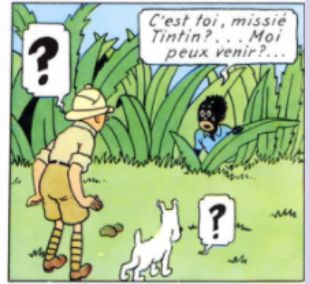 ?
C'est toi, missié
Tintin?... Moi
peux venir?...
?